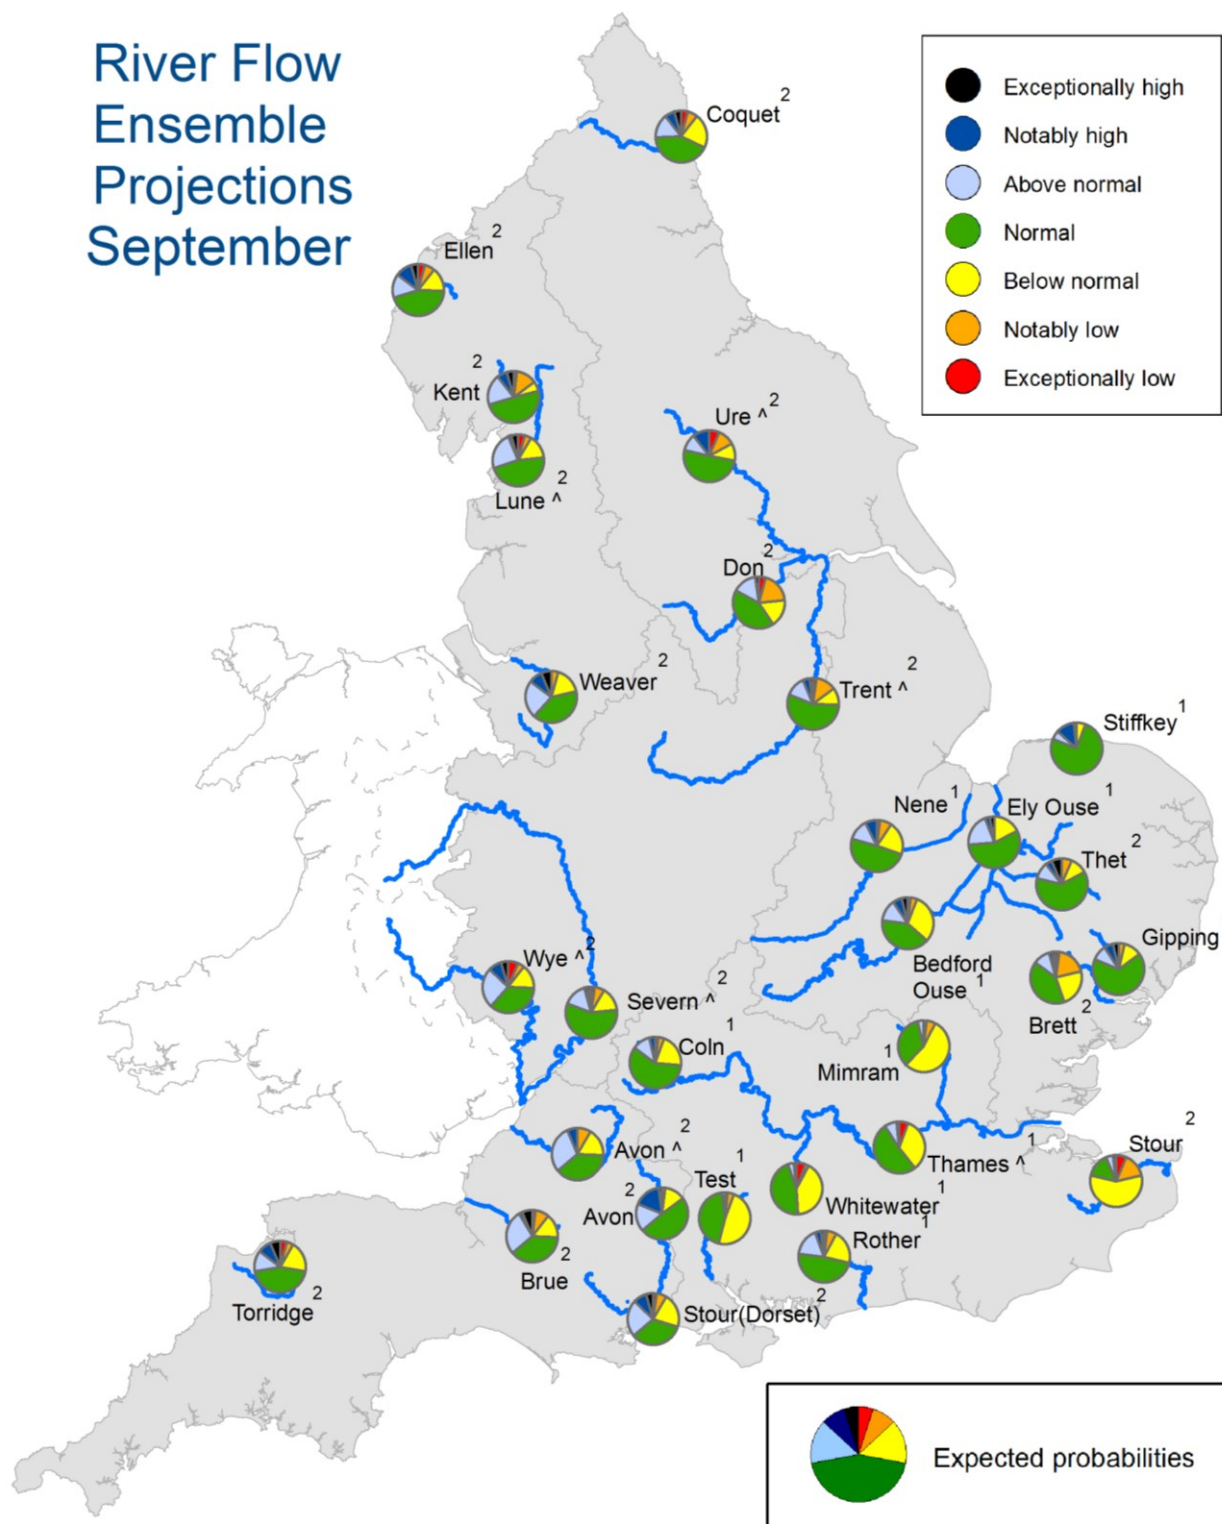 River Flow
Ensemble
Projections
September
Exceptionally high
Notably high
Above normal
Normal
Below normal
Notably low
Exceptionally low
Coquet 2
Ellen 2
Kent 2
Ure ^ 2
Lune ^ 2
Don 2
Weaver 2
Trent ^ 2
Stiffkey 1
Nene 1
Ely Ouse 1
Thet 2
Gipping
Bedford
Ouse 1
Brett 2
Wye ^ 2
Severn ^ 2
Coln 1
Mimram 1
Avon ^ 2
Test 1
Thames ^ 1
Stour 2
Avon 2
Whitewater 1
Rother 1
Brue 2
Torridge 2
Stour(Dorset) 2
Expected probabilities